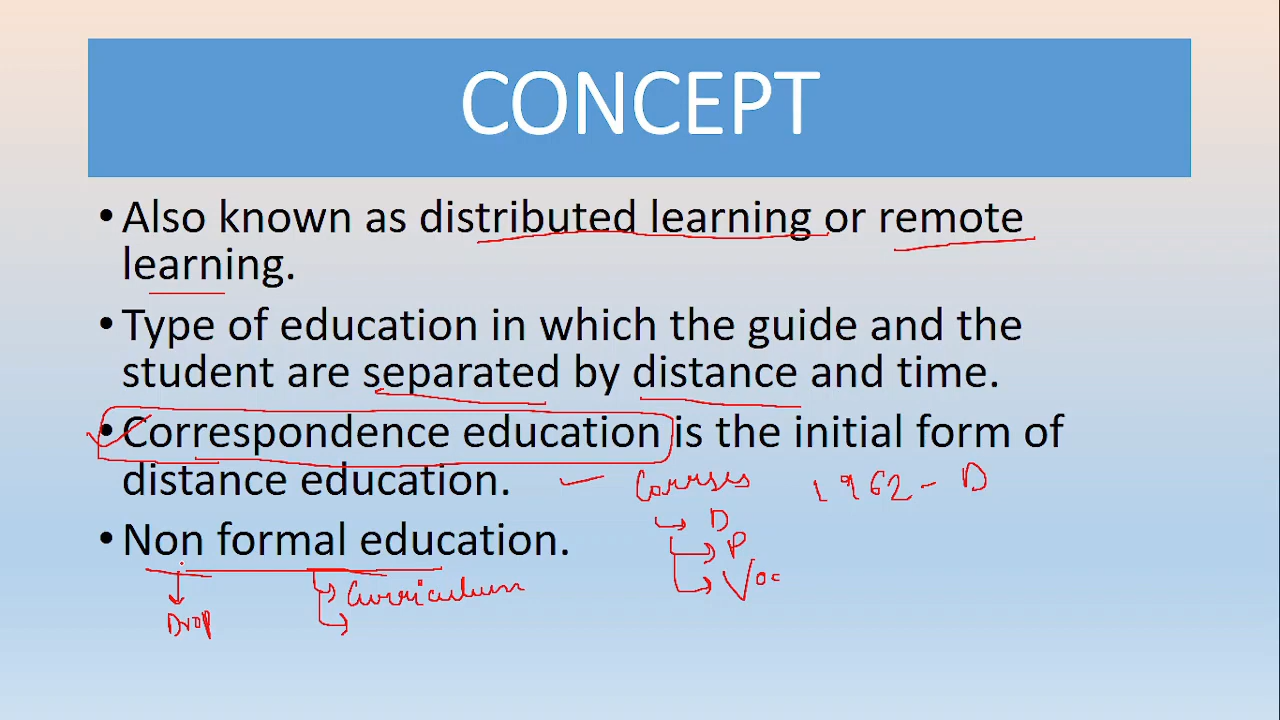 CONCEPT
• Also known as distributed learning or remote
learning.
• Type of education in which the guide and the
student are separated by distance and time.
• Correspondence education is the initial form of
distance education.
Courses 1962 - D
D
• Non formal education.
P
Voc
Curriculum
Drop